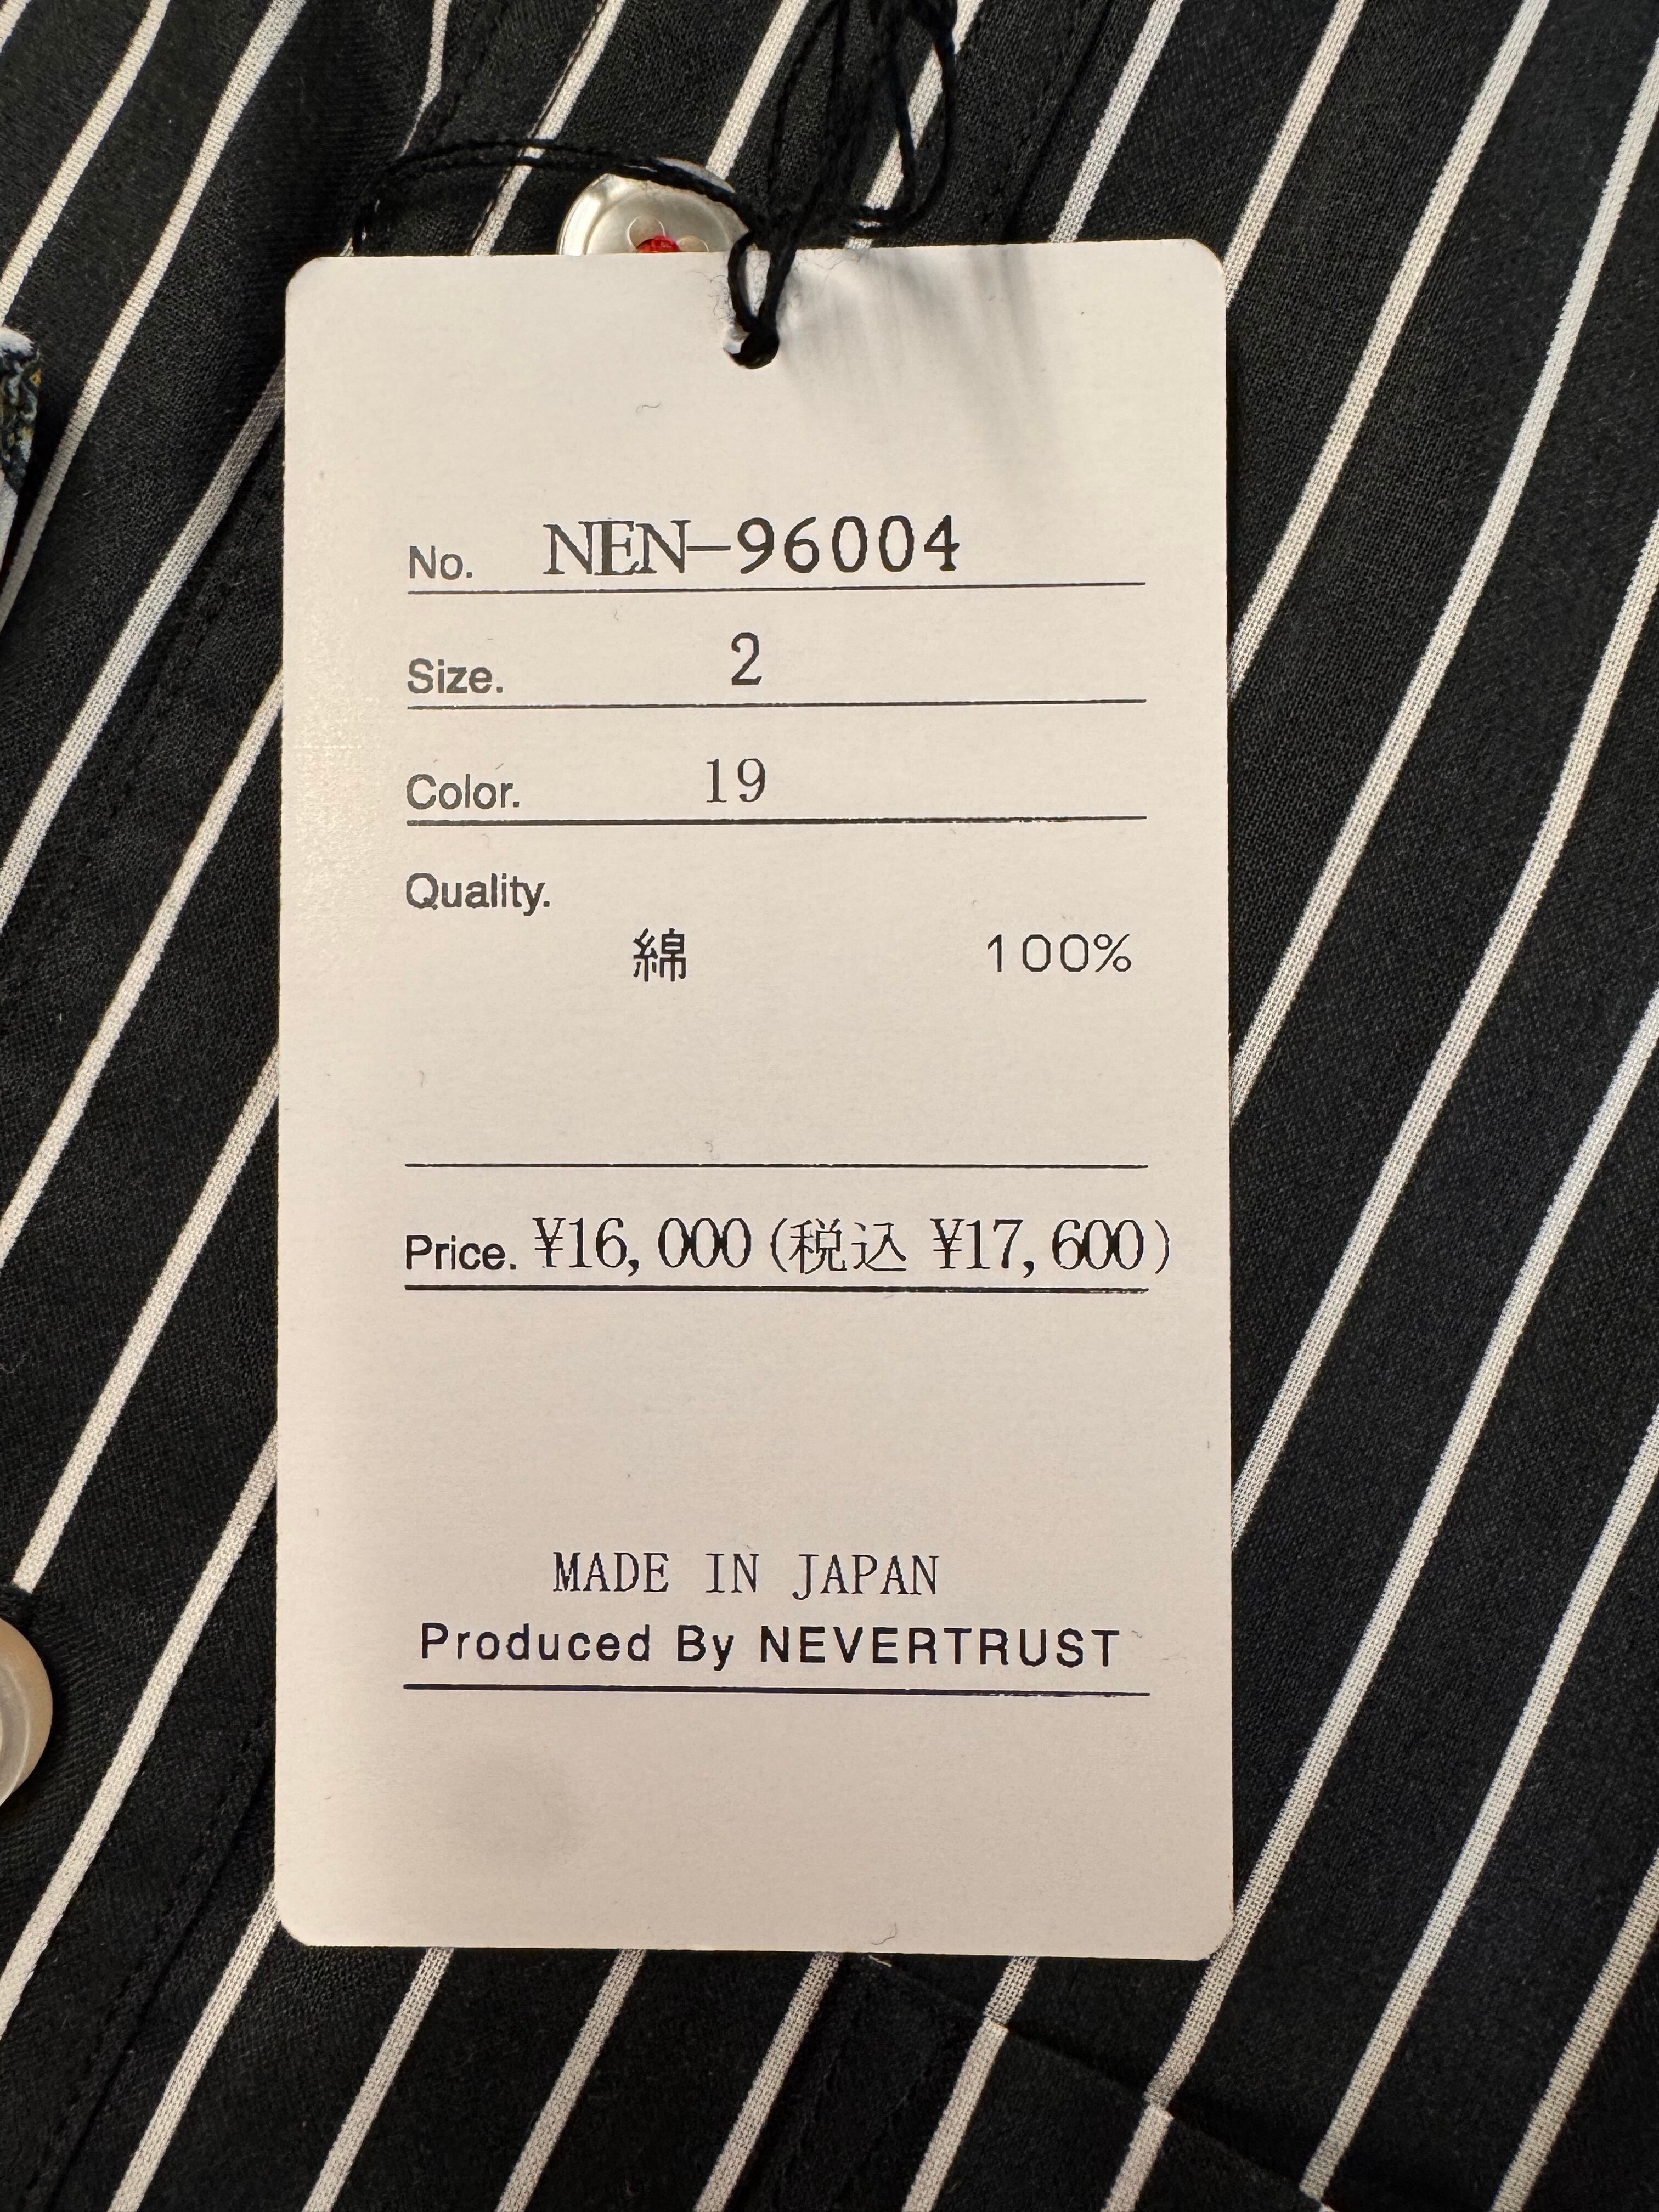 No. NEN-96004
Size. 2
Color. 19
Quality.
綿 100%
Price. ¥16,000(税込 ¥17,600)
MADE IN JAPAN
Produced By NEVERTRUST